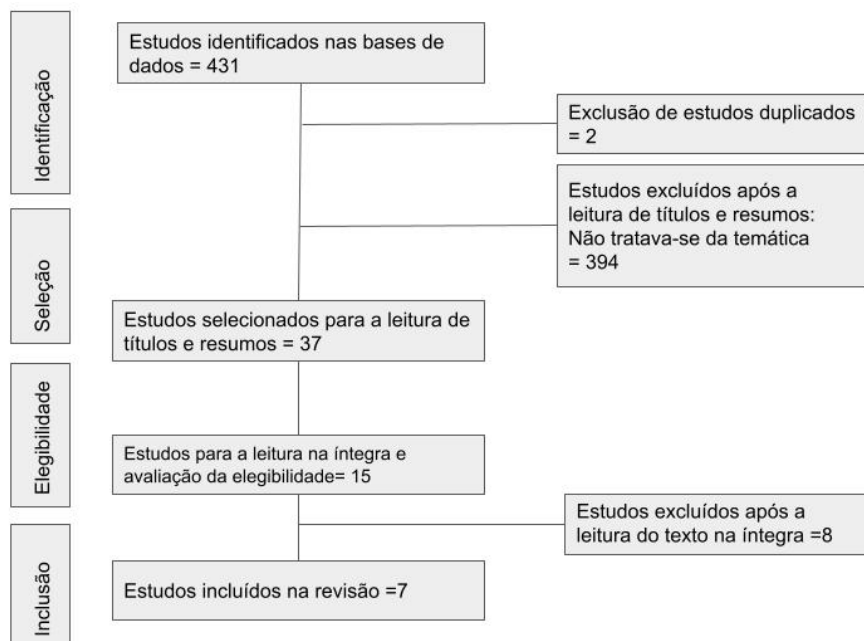 Identificação
Estudos identificados nas bases de
dados = 431
Exclusão de estudos duplicados
= 2
Estudos excluídos após a
leitura de títulos e resumos:
Não tratava-se da temática
= 394
Seleção
Estudos selecionados para a leitura de
títulos e resumos = 37
Elegibilidade
Estudos para a leitura na íntegra e
avaliação da elegibilidade= 15
Estudos excluídos após a
leitura do texto na íntegra =8
Inclusão
Estudos incluídos na revisão =7